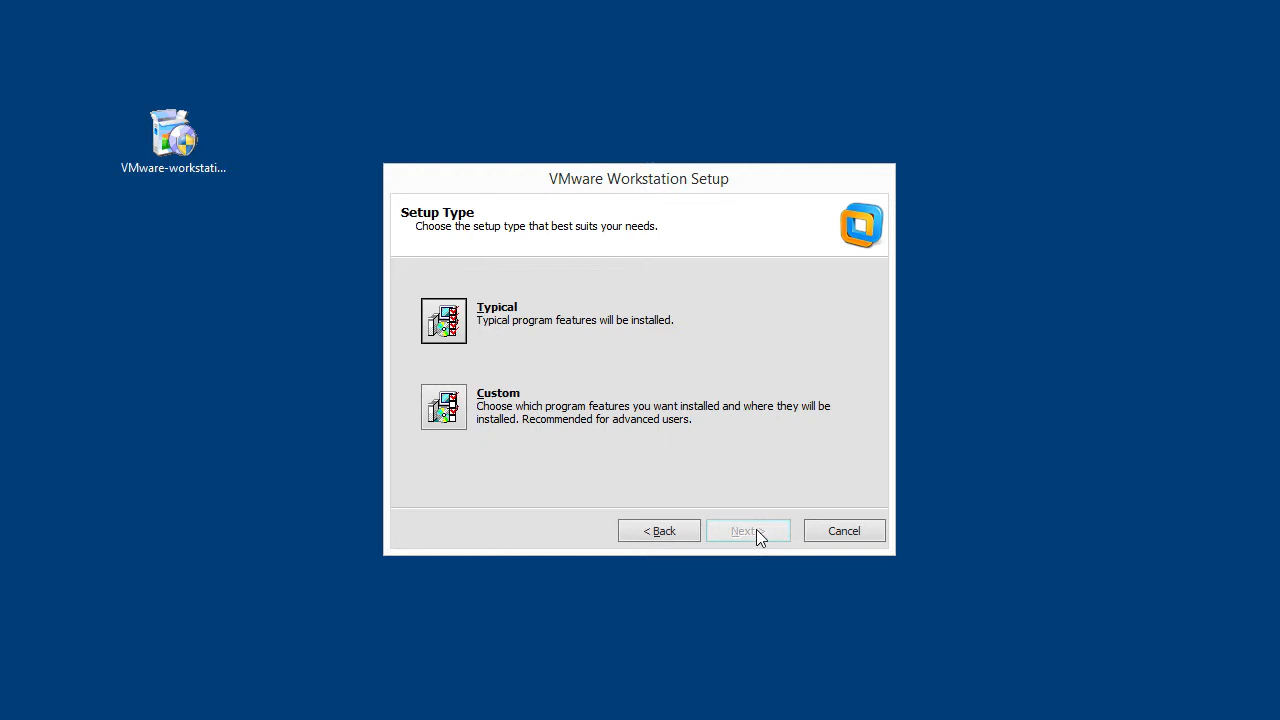 VMware-workstati...
VMware Workstation Setup
Setup Type
Choose the setup type that best suits your needs.
Typical
Typical program features will be installed.
Custom
Choose which program features you want installed and where they will be
installed. Recommended for advanced users.
< Back
Next >
Cancel